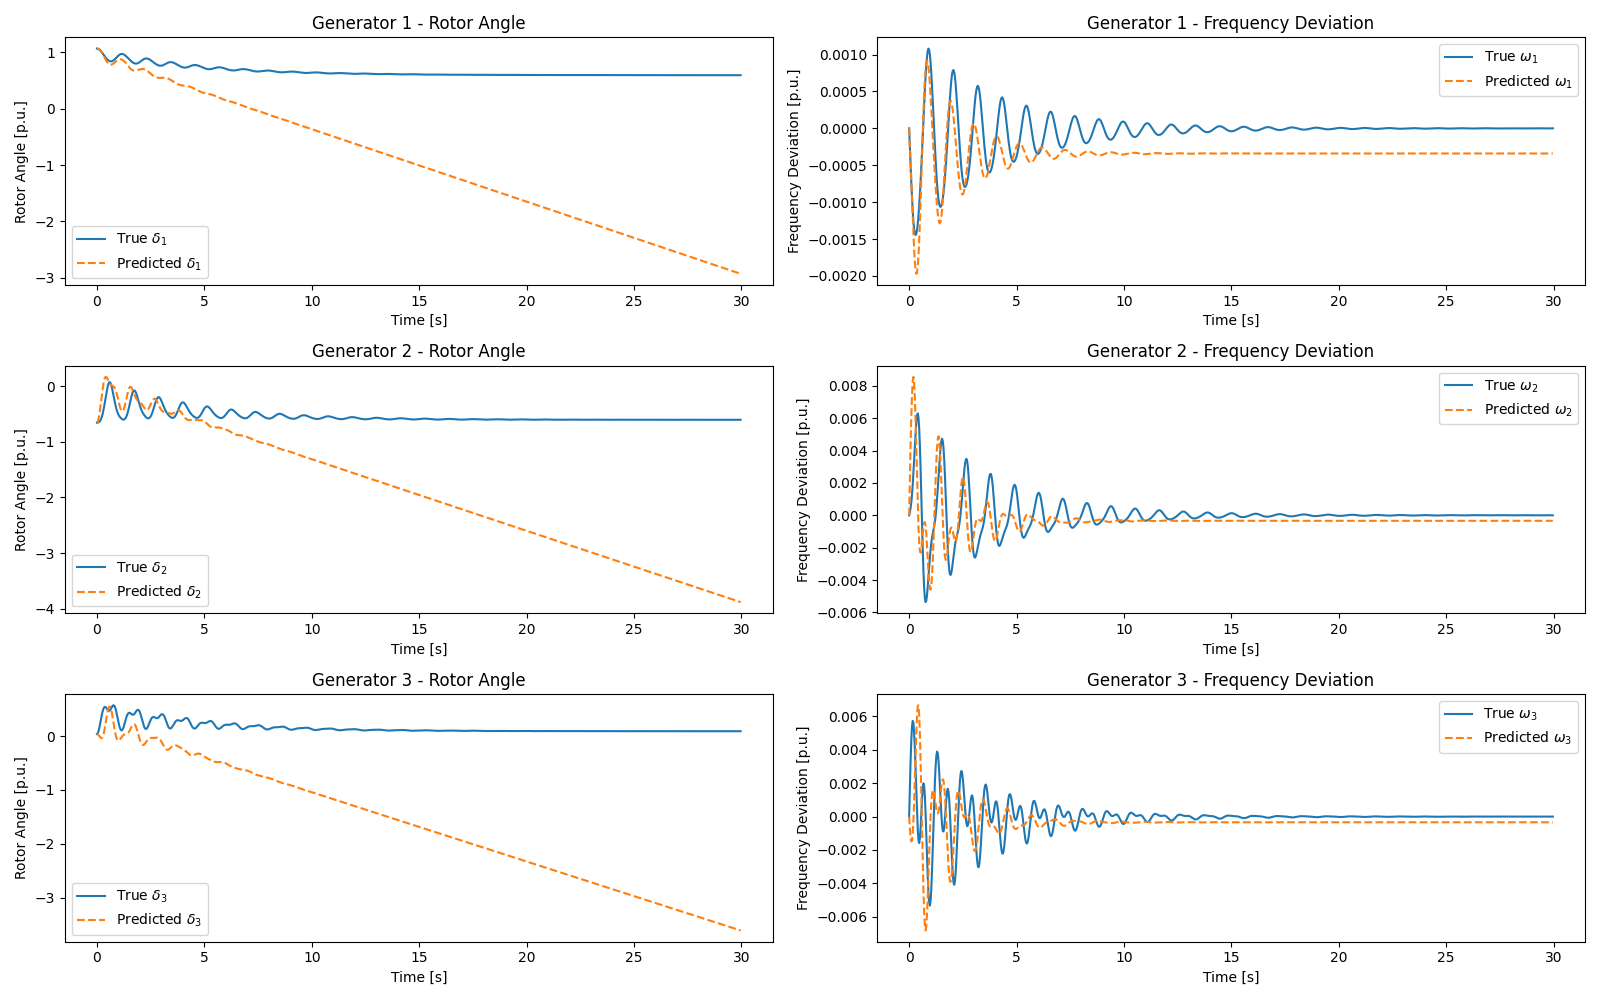 Generator 1 - Rotor Angle
Rotor Angle [p.u.]
1
0
−1
−2
−3
True δ1
Predicted δ1
0 5 10 15 20 25 30
Time [s]
Generator 1 - Frequency Deviation
Frequency Deviation [p.u.]
0.0010
0.0005
0.0000
−0.0005
−0.0010
−0.0015
−0.0020
True ω1
Predicted ω1
0 5 10 15 20 25 30
Time [s]
Generator 2 - Rotor Angle
Rotor Angle [p.u.]
0
−1
−2
−3
−4
True δ2
Predicted δ2
0 5 10 15 20 25 30
Time [s]
Generator 2 - Frequency Deviation
Frequency Deviation [p.u.]
0.008
0.006
0.004
0.002
0.000
−0.002
−0.004
−0.006
True ω2
Predicted ω2
0 5 10 15 20 25 30
Time [s]
Generator 3 - Rotor Angle
Rotor Angle [p.u.]
0
−1
−2
−3
True δ3
Predicted δ3
0 5 10 15 20 25 30
Time [s]
Generator 3 - Frequency Deviation
Frequency Deviation [p.u.]
0.006
0.004
0.002
0.000
−0.002
−0.004
−0.006
True ω3
Predicted ω3
0 5 10 15 20 25 30
Time [s]